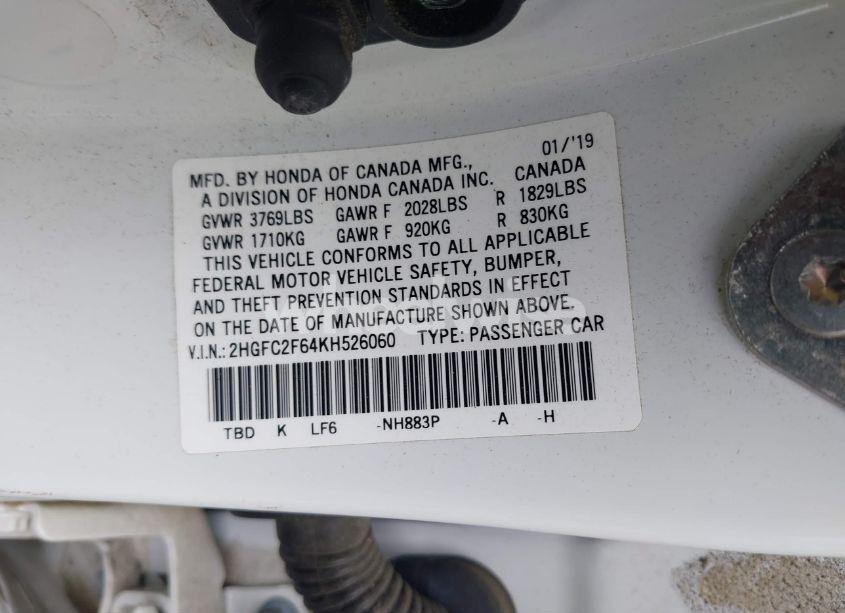 MFD. BY HONDA OF CANADA MFG., 01/'19
A DIVISION OF HONDA CANADA INC. CANADA
GVWR 3769LBS GAWR F 2028LBS R 1829LBS
GVWR 1710KG GAWR F 920KG R 830KG
THIS VEHICLE CONFORMS TO ALL APPLICABLE
FEDERAL MOTOR VEHICLE SAFETY, BUMPER,
AND THEFT PREVENTION STANDARDS IN EFFECT
ON THE DATE OF MANUFACTURE SHOWN ABOVE.
V.I.N.: 2HGFC2F64KH526060 TYPE: PASSENGER CAR
TBD K LF6 -NH883P -A -H